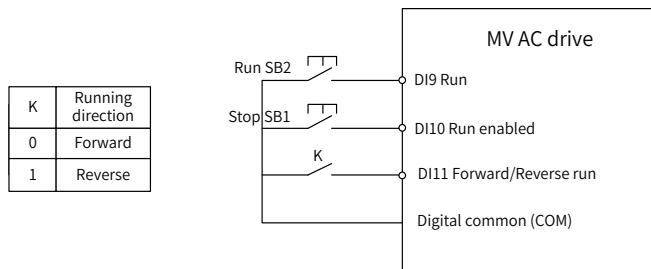 MV AC drive
Run SB2
DI9 Run
K
Running
direction
Stop SB1
DI10 Run enabled
0
Forward
K
1
Reverse
DI11 Forward/Reverse run
Digital common (COM)